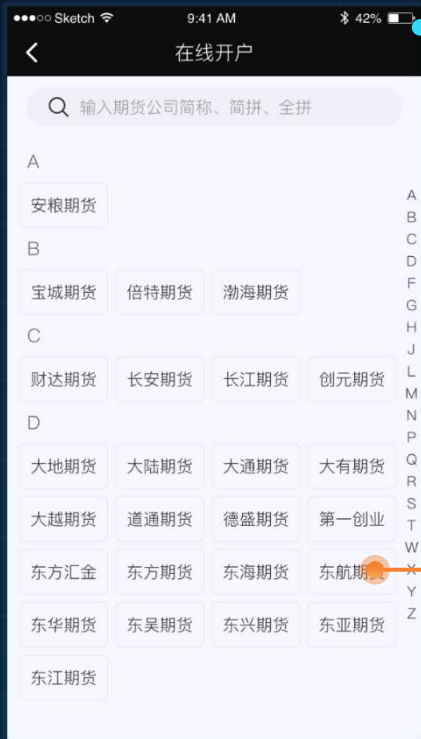 Sketch 9:41 AM 42%
在线开户
输入期货公司简称、简拼、全拼
A
安粮期货
B
宝城期货 倍特期货 渤海期货
C
财达期货 长安期货 长江期货 创元期货
D
大地期货 大陆期货 大通期货 大有期货
大越期货 道通期货 德盛期货 第一创业
东方汇金 东方期货 东海期货 东航期
东华期货 东吴期货 东兴期货 东亚期货
东江期货
A
B
C
D
F
G
H
J
L
M
N
P
Q
R
S
T
W
X
Y
Z